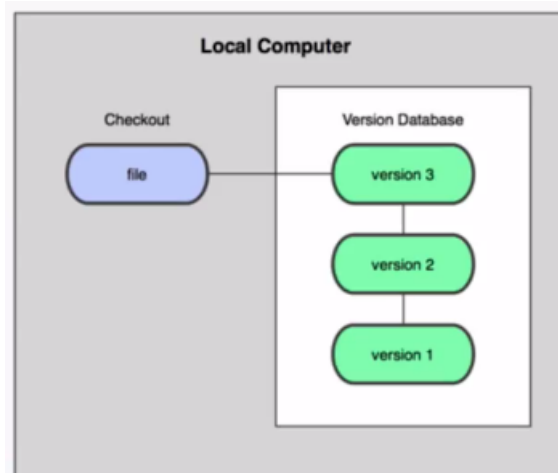 Local Computer
Checkout
Version Database
file
version 3
version 2
version 1